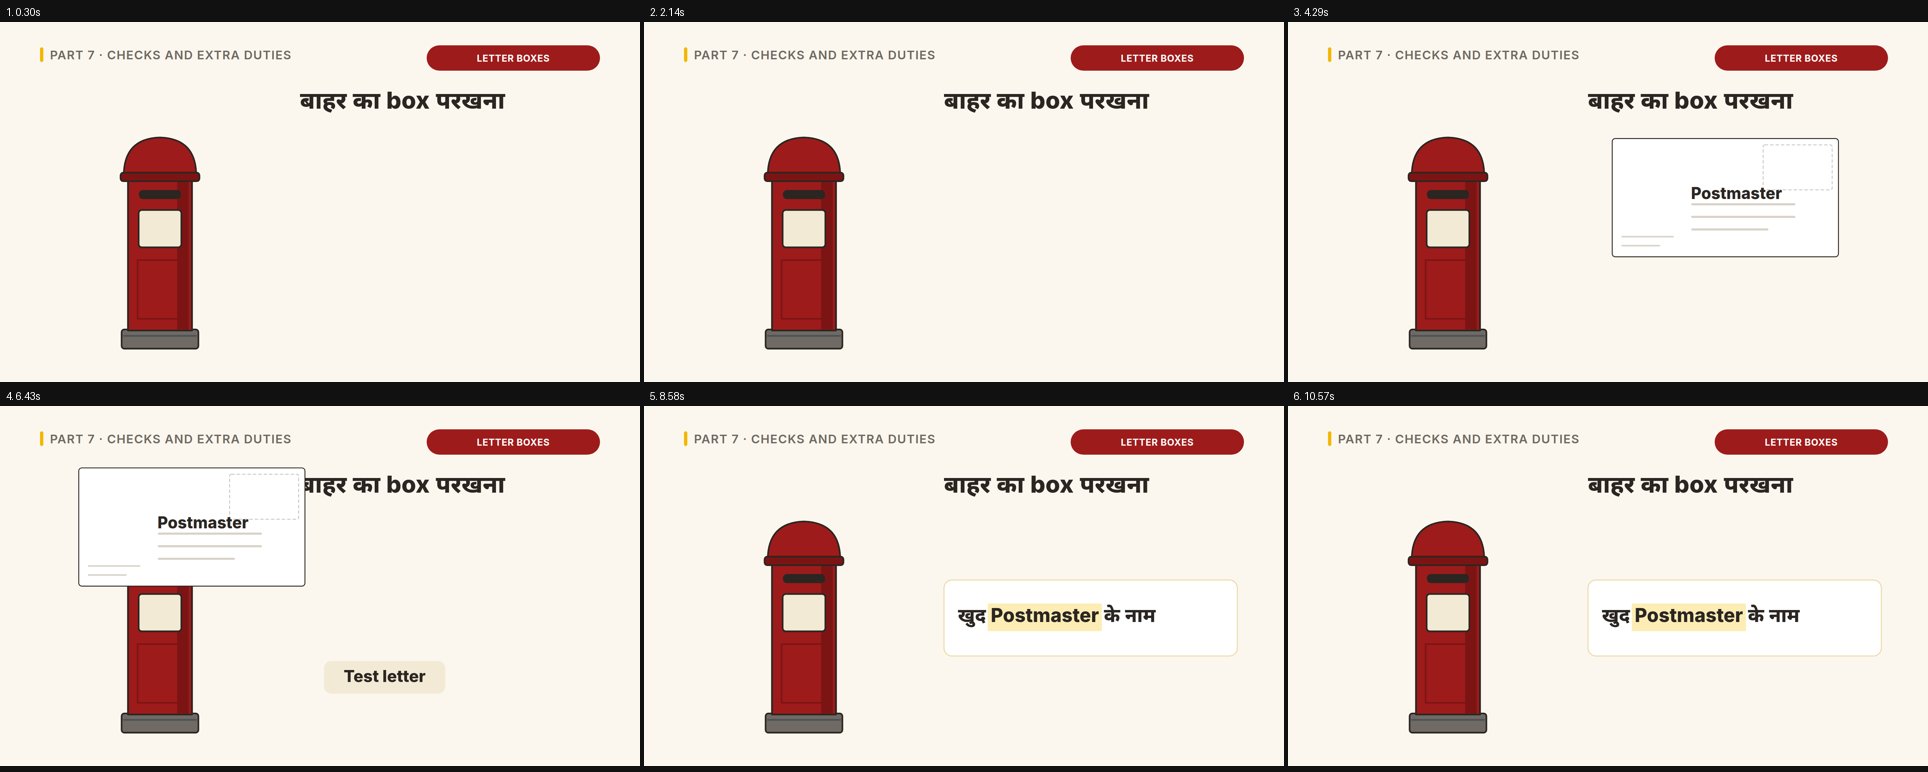 1. 0.30s
PART 7 · CHECKS AND EXTRA DUTIES
LETTER BOXES
बाहर का box परखना
2. 2.14s
PART 7 · CHECKS AND EXTRA DUTIES
LETTER BOXES
बाहर का box परखना
3. 4.29s
PART 7 · CHECKS AND EXTRA DUTIES
LETTER BOXES
बाहर का box परखना
Postmaster
4. 6.43s
PART 7 · CHECKS AND EXTRA DUTIES
LETTER BOXES
बाहर का box परखना
Postmaster
Test letter
5. 8.58s
PART 7 · CHECKS AND EXTRA DUTIES
LETTER BOXES
बाहर का box परखना
खुद Postmaster के नाम
6. 10.57s
PART 7 · CHECKS AND EXTRA DUTIES
LETTER BOXES
बाहर का box परखना
खुद Postmaster के नाम